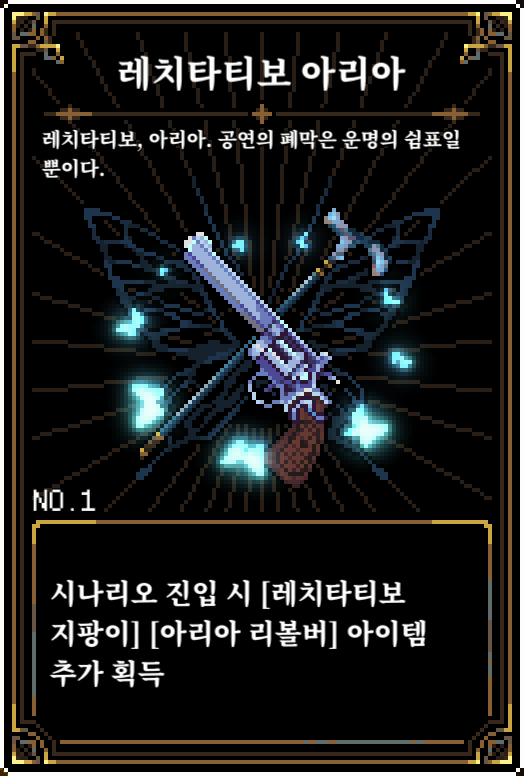 레치타티보 아리아
레치타티보, 아리아. 공연의 폐막은 운명의 쉼표일
뿐이다.
NO.1
시나리오 진입 시 [레치타티보
지팡이] [아리아 리볼버] 아이템
추가 획득